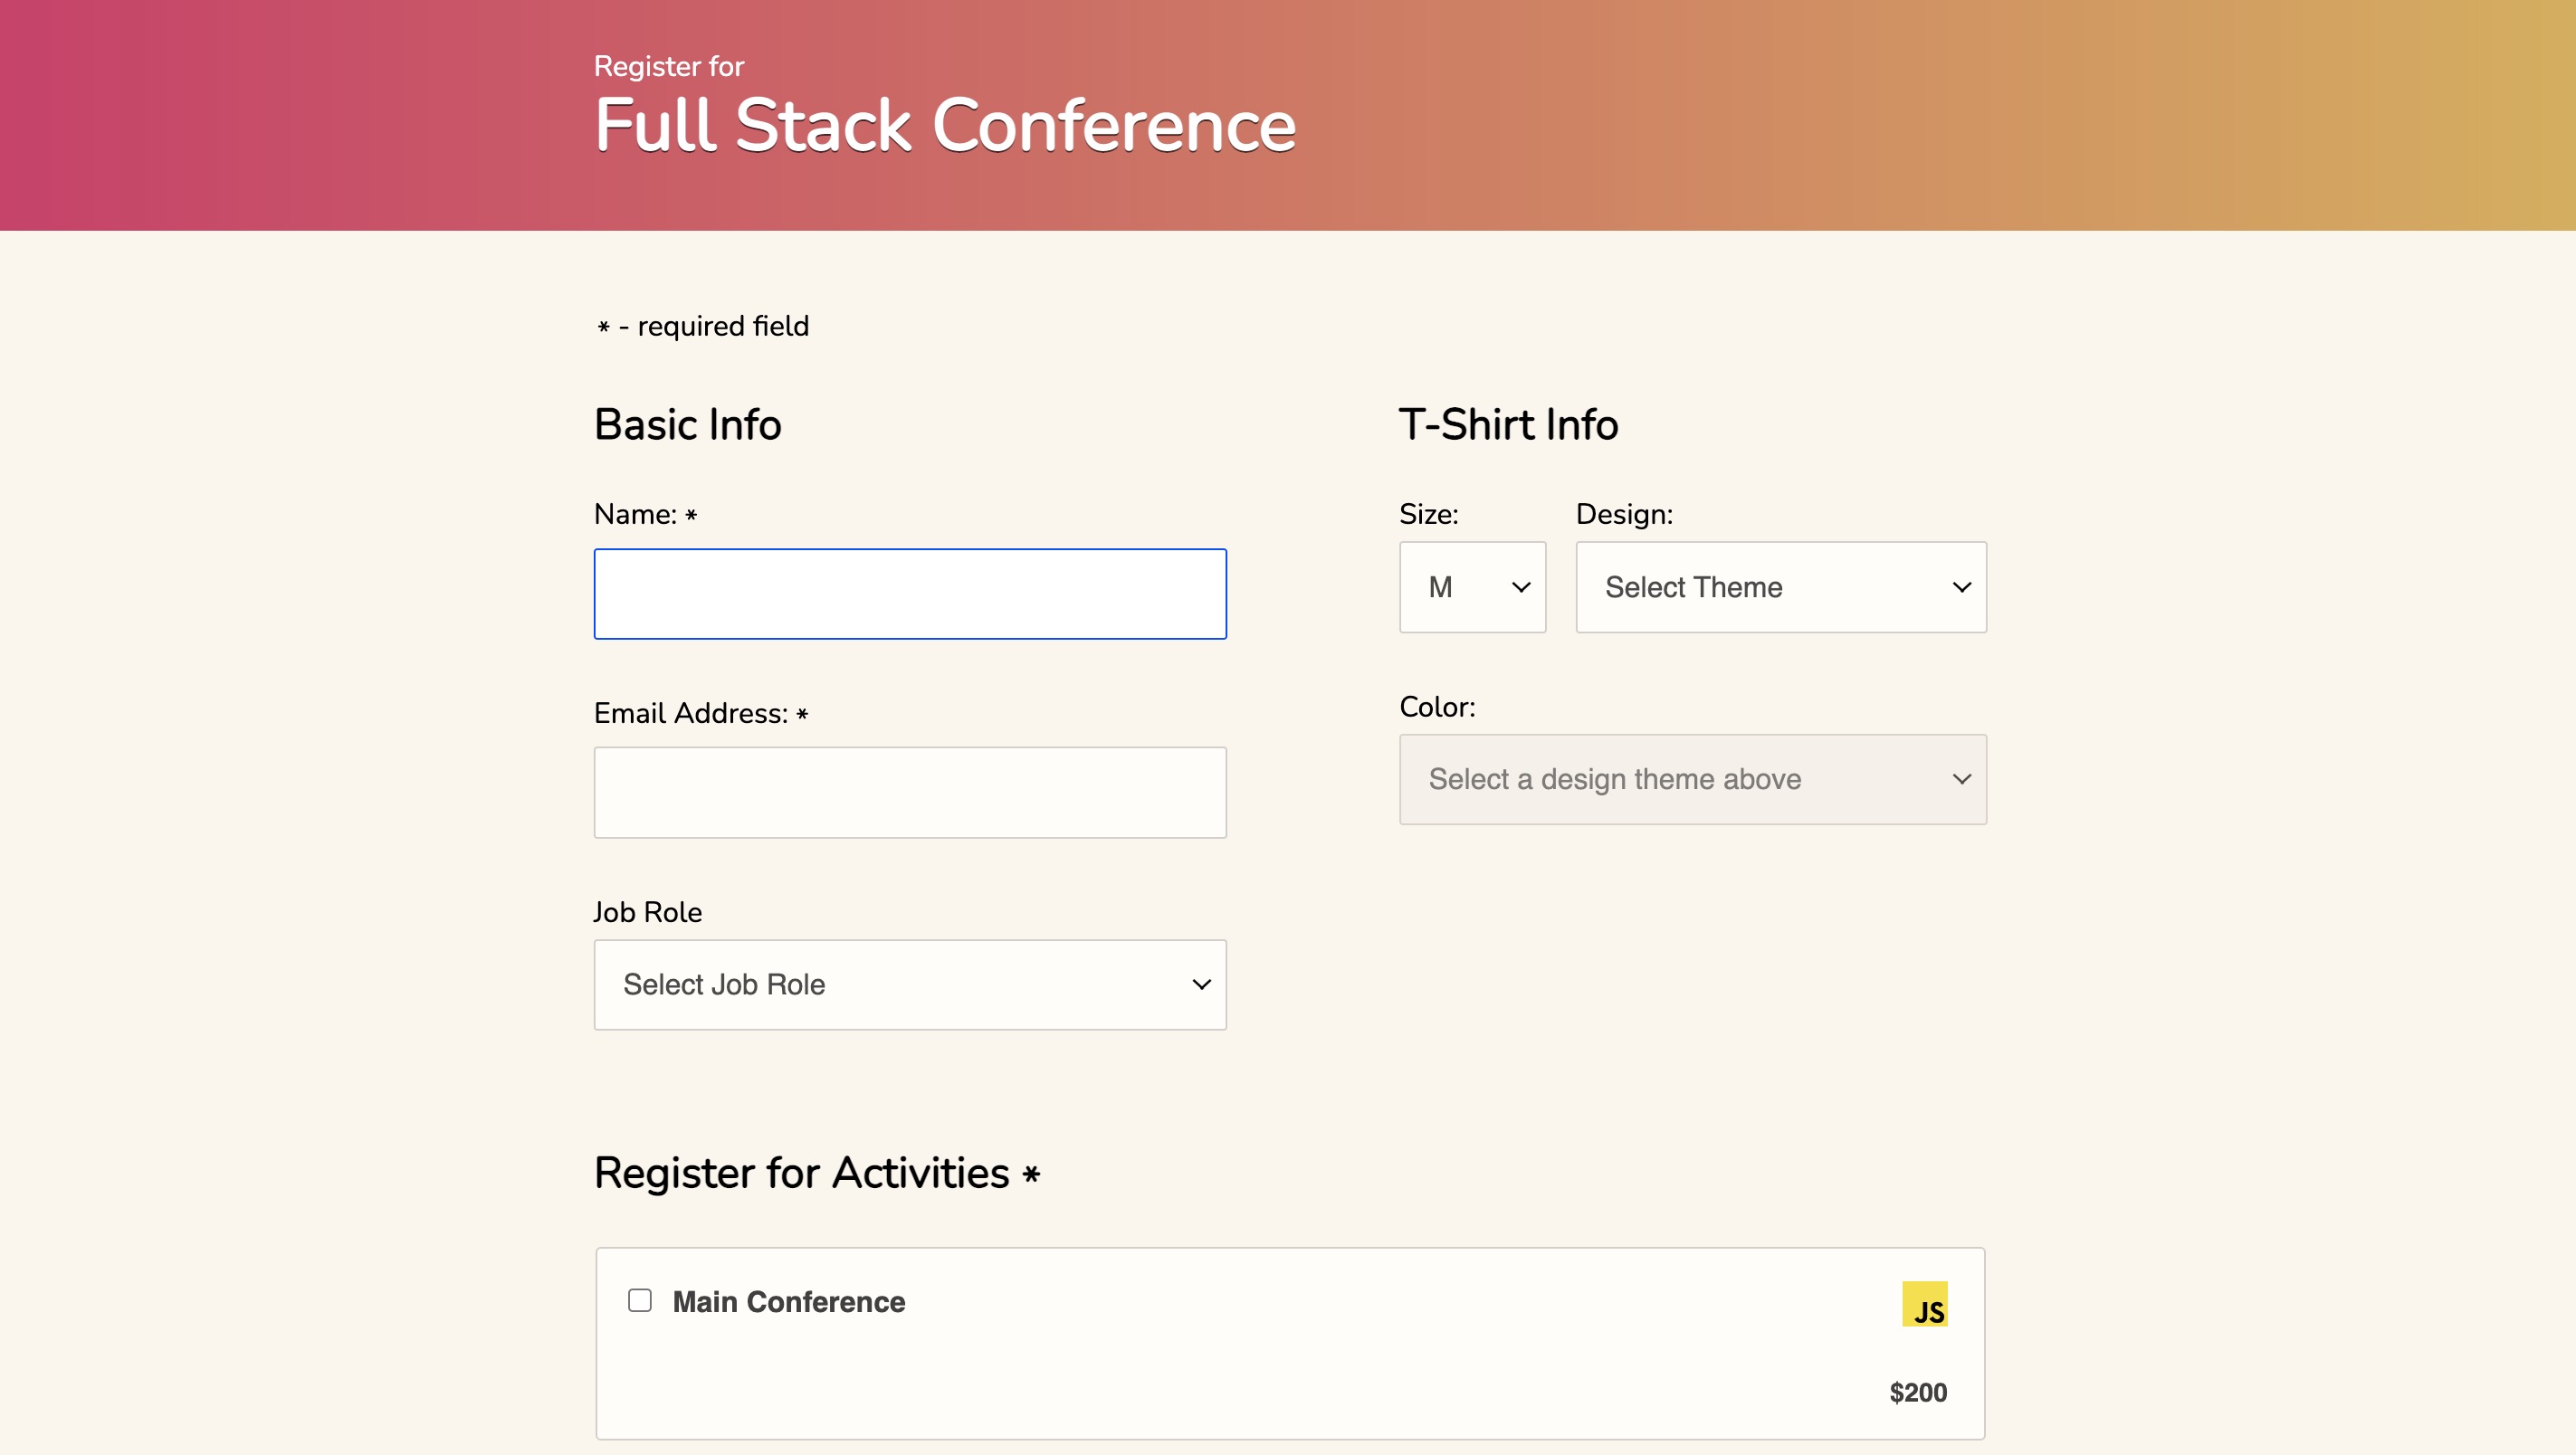 Register for
Full Stack Conference
* - required field
Basic Info
Name: *
Email Address: *
Job Role
Select Job Role
T-Shirt Info
Size:
M
Design:
Select Theme
Color:
Select a design theme above
Register for Activities *
Main Conference
JS
$200